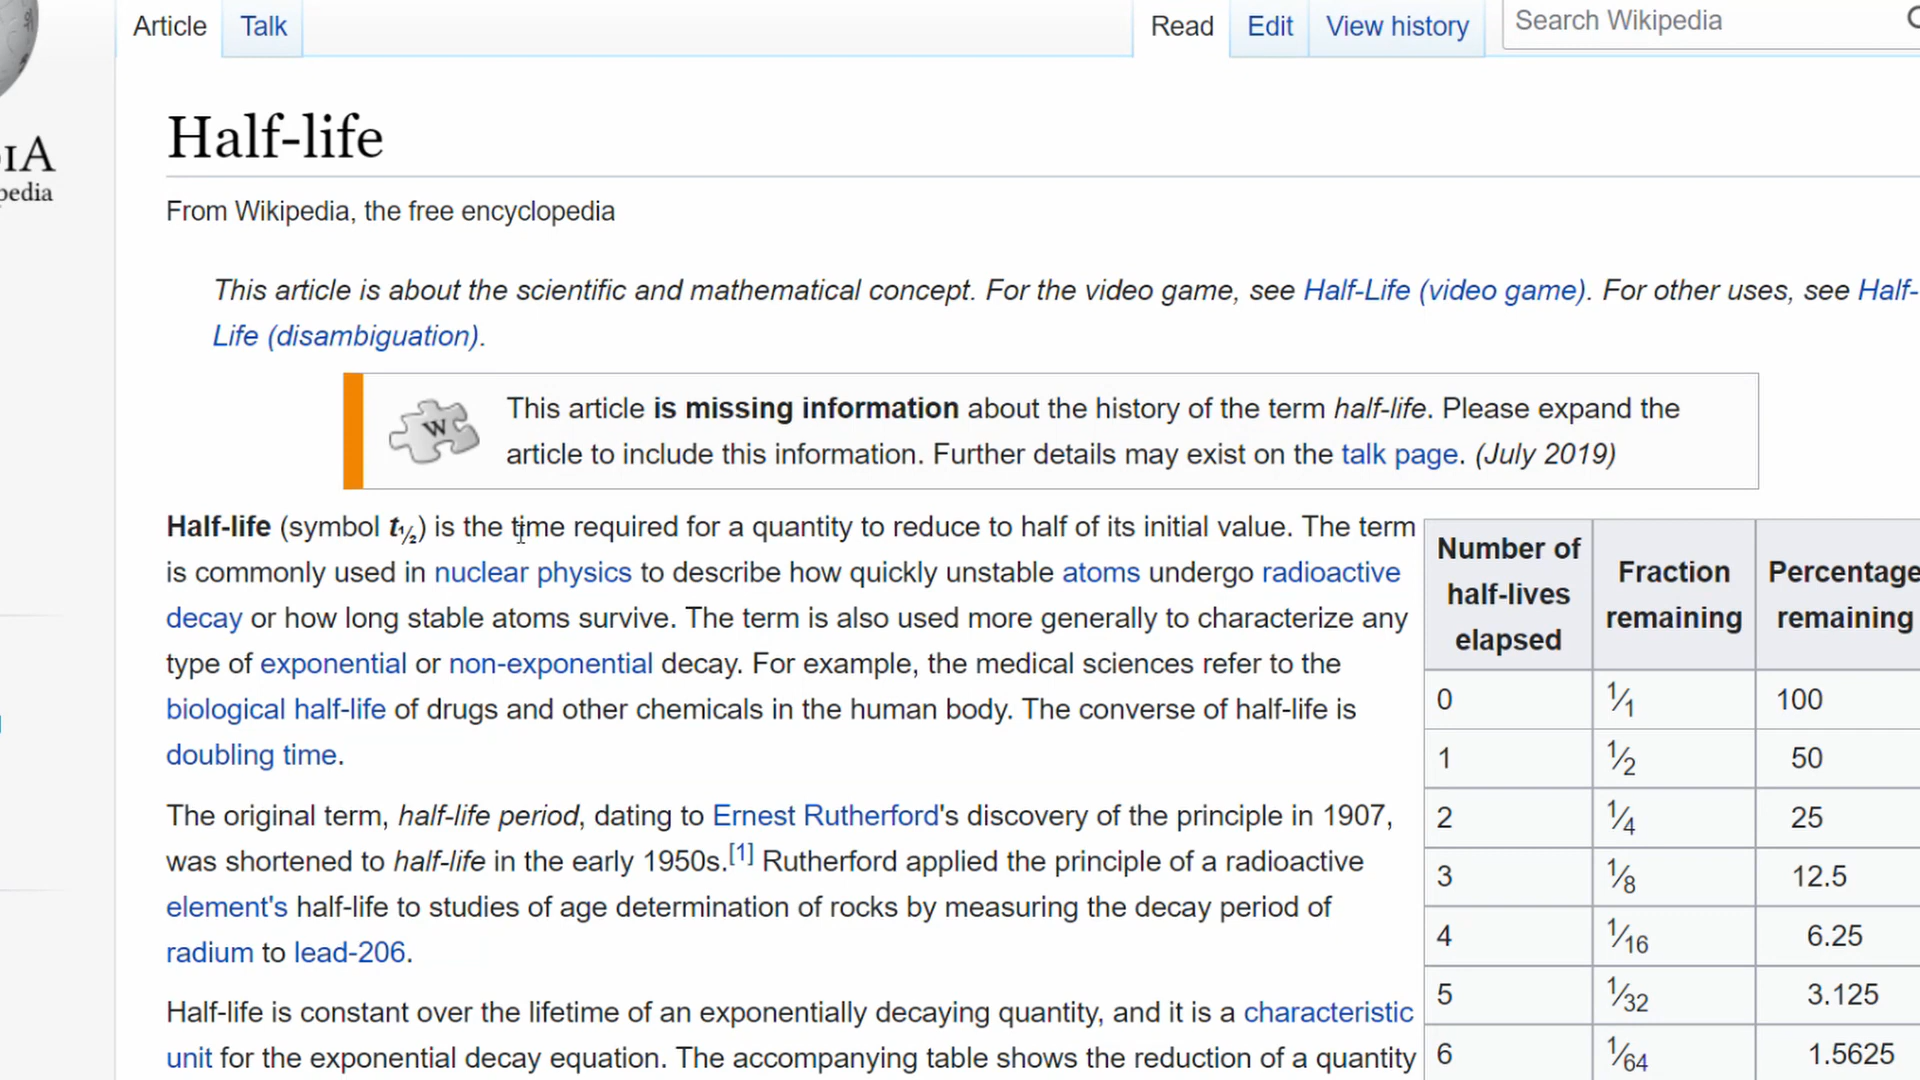 Article Talk Read Edit View history Search Wikipedia
IA
pedia
Half-life
From Wikipedia, the free encyclopedia
This article is about the scientific and mathematical concept. For the video game, see Half-Life (video game). For other uses, see Half-
Life (disambiguation).
W
This article is missing information about the history of the term half-life. Please expand the
article to include this information. Further details may exist on the talk page. (July 2019)
Half-life (symbol t½) is the time required for a quantity to reduce to half of its initial value. The term
is commonly used in nuclear physics to describe how quickly unstable atoms undergo radioactive
decay or how long stable atoms survive. The term is also used more generally to characterize any
type of exponential or non-exponential decay. For example, the medical sciences refer to the
biological half-life of drugs and other chemicals in the human body. The converse of half-life is
doubling time.
The original term, half-life period, dating to Ernest Rutherford's discovery of the principle in 1907,
was shortened to half-life in the early 1950s.[1] Rutherford applied the principle of a radioactive
element's half-life to studies of age determination of rocks by measuring the decay period of
radium to lead-206.
Half-life is constant over the lifetime of an exponentially decaying quantity, and it is a characteristic
unit for the exponential decay equation. The accompanying table shows the reduction of a quantity
Number of
half-lives
elapsed
Fraction
remaining
Percentage
remaining
0 1⁄1 100
1 1⁄2 50
2 1⁄4 25
3 1⁄8 12.5
4 1⁄16 6.25
5 1⁄32 3.125
6 1⁄64 1.5625